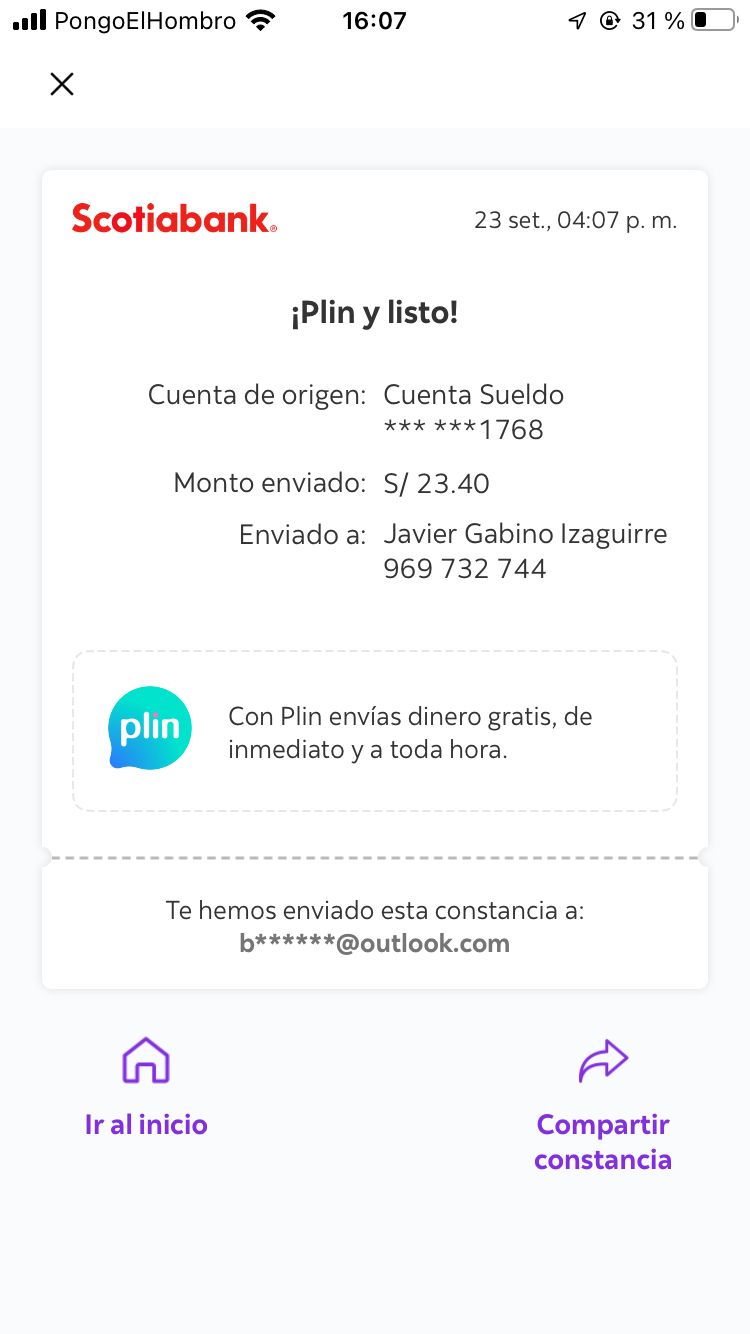 PongoElHombro 16:07 31 %
Scotiabank® 23 set., 04:07 p. m.
¡Plin y listo!
Cuenta de origen: Cuenta Sueldo
*** ***1768
Monto enviado: S/ 23.40
Enviado a: Javier Gabino Izaguirre
969 732 744
plin
Con Plin envías dinero gratis, de
inmediato y a toda hora.
Te hemos enviado esta constancia a:
b******@outlook.com
Ir al inicio
Compartir
constancia